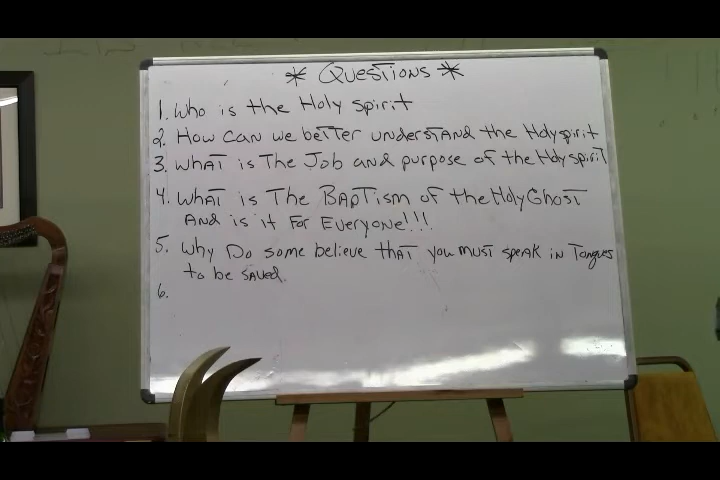 * Questions *
1. Who is the Holy spirit
2. How can we better understand the Holyspirit
3. What is The Job and purpose of the Holy spirit
4. What is The Baptism of the Holy Ghost
And is it For Everyone!!!
5. Why Do some believe that you must speak in Tongues
to be saved.
6.